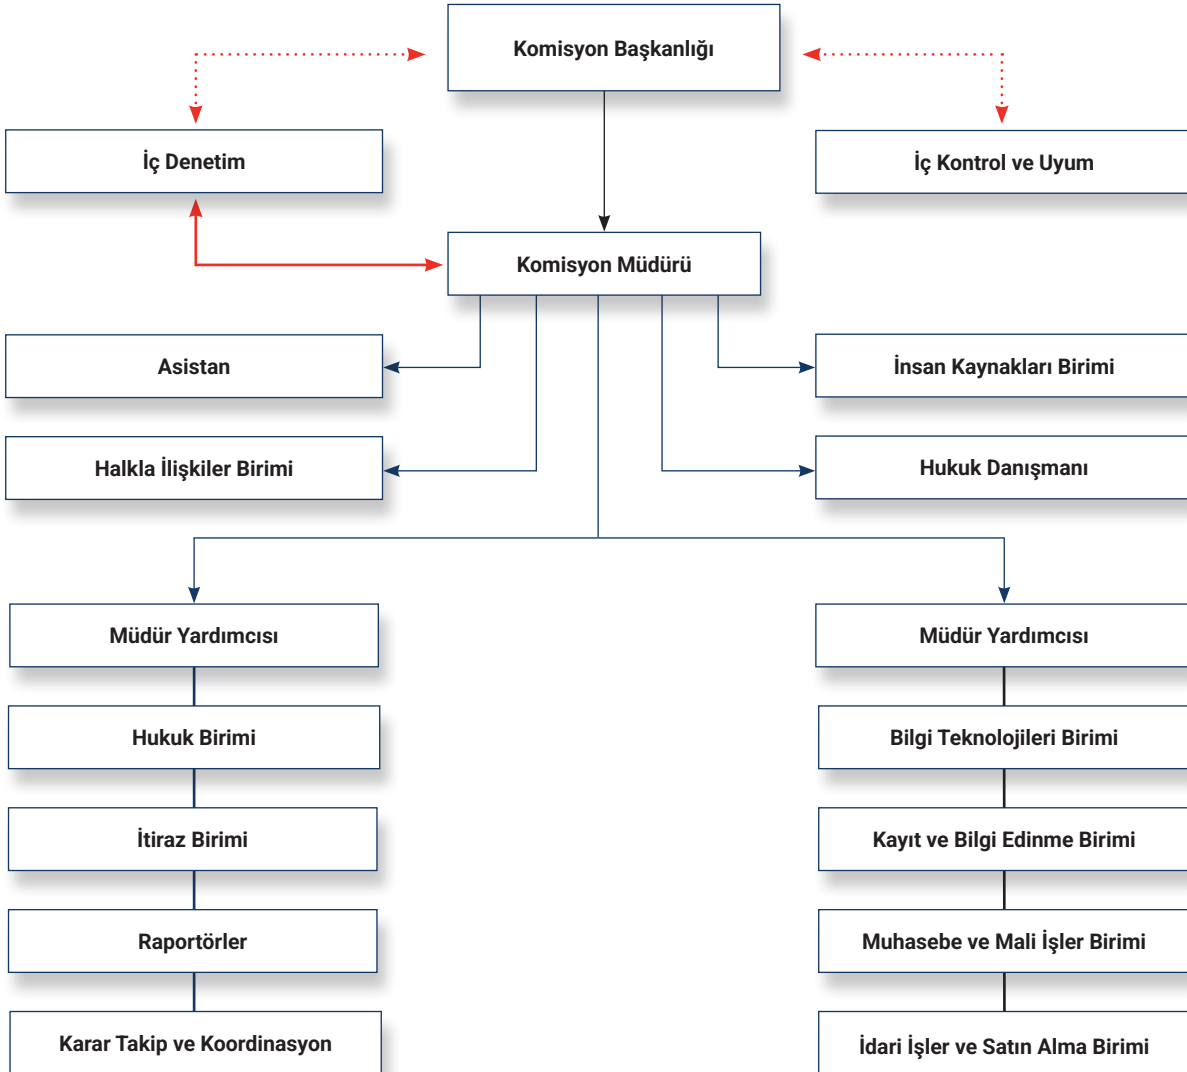 Komisyon Başkanlığı
İç Denetim
İç Kontrol ve Uyum
Komisyon Müdürü
Asistan
İnsan Kaynakları Birimi
Halkla İlişkiler Birimi
Hukuk Danışmanı
Müdür Yardımcısı
Müdür Yardımcısı
Hukuk Birimi
Bilgi Teknolojileri Birimi
İtiraz Birimi
Kayıt ve Bilgi Edinme Birimi
Raportörler
Muhasebe ve Mali İşler Birimi
Karar Takip ve Koordinasyon
İdari İşler ve Satın Alma Birimi